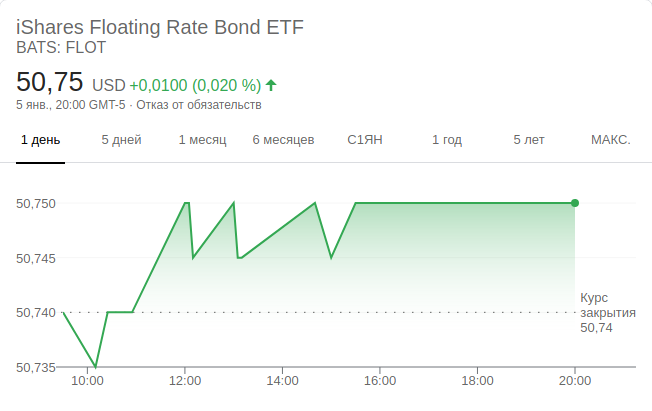 iShares Floating Rate Bond ETF
BATS: FLOT
50,75 USD +0,0100 (0,020 %)
5 янв., 20:00 GMT-5 · Отказ от обязательств
1 день 5 дней 1 месяц 6 месяцев С1ЯН 1 год 5 лет МАКС.
50,750
50,745
50,740
50,735
Курс
закрытия
50,74
10:00 12:00 14:00 16:00 18:00 20:00